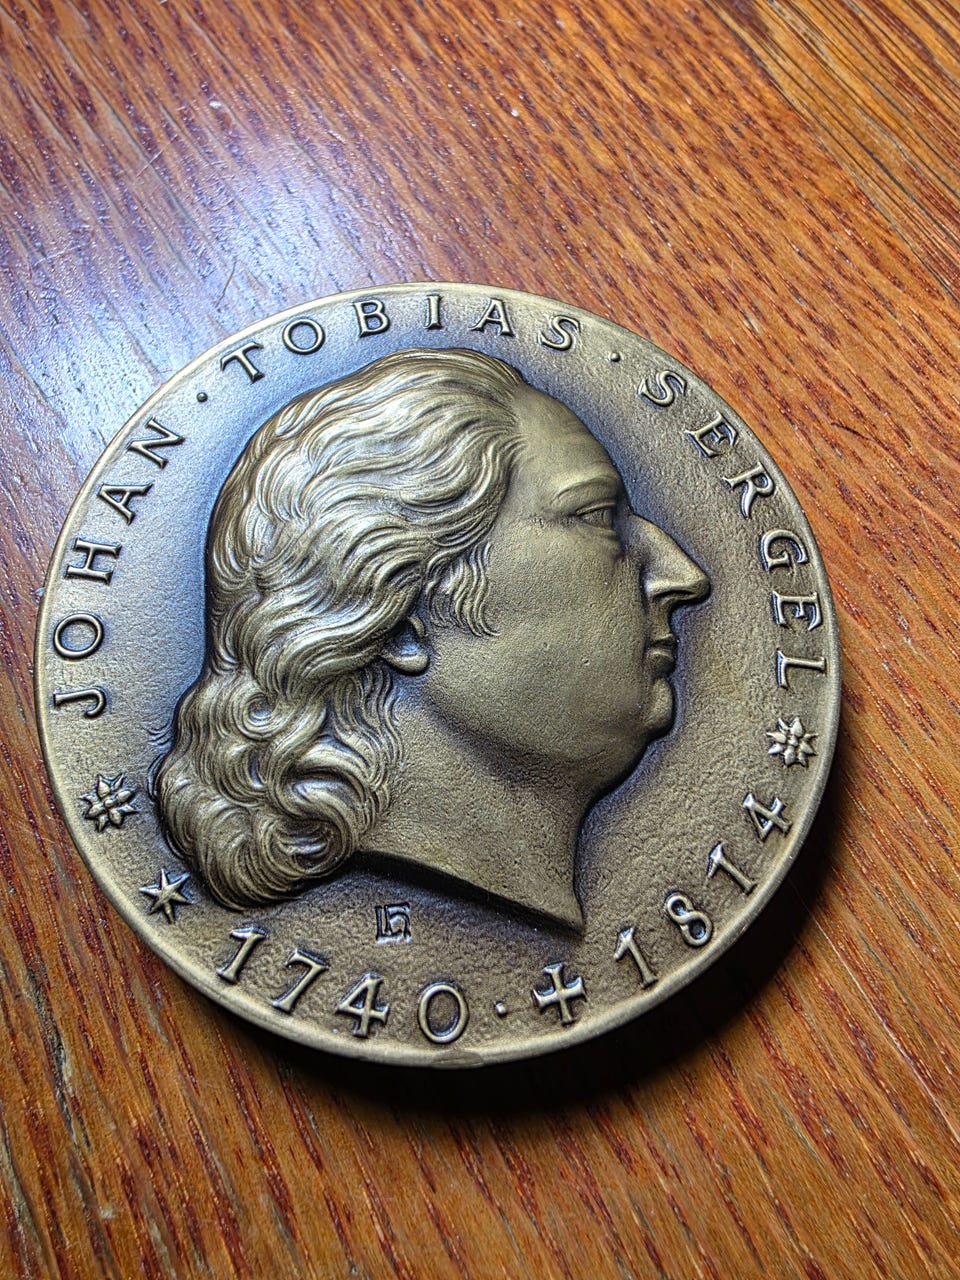 JOHAN · TOBIAS · SERGEL
★ 1740 · ✠ 1814